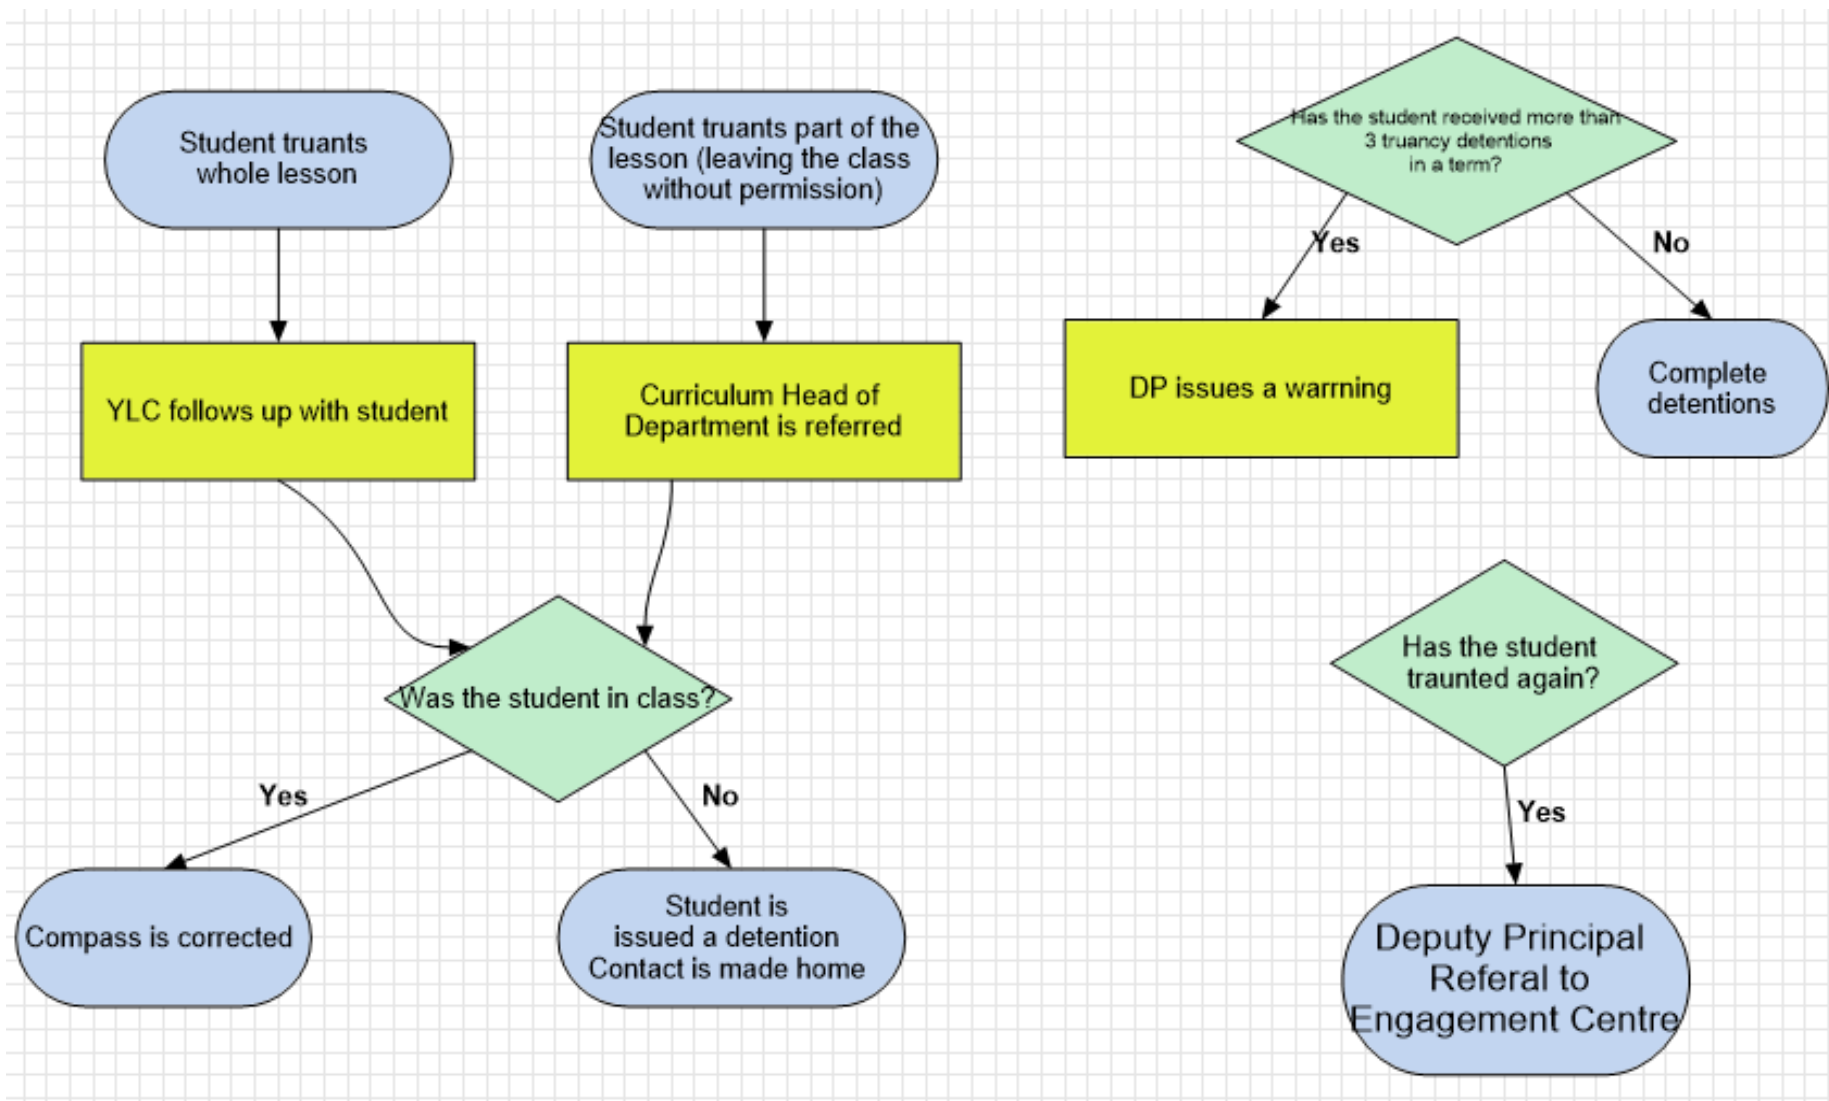 Student truants
whole lesson
Student truants part of the
lesson (leaving the class
without permission)
YLC follows up with student
Curriculum Head of
Department is referred
Was the student in class?
Yes
No
Compass is corrected
Student is
issued a detention
Contact is made home
Has the student received more than
3 truancy detentions
in a term?
Yes
No
DP issues a warrning
Complete
detentions
Has the student
traunted again?
Yes
Deputy Principal
Referal to
Engagement Centre